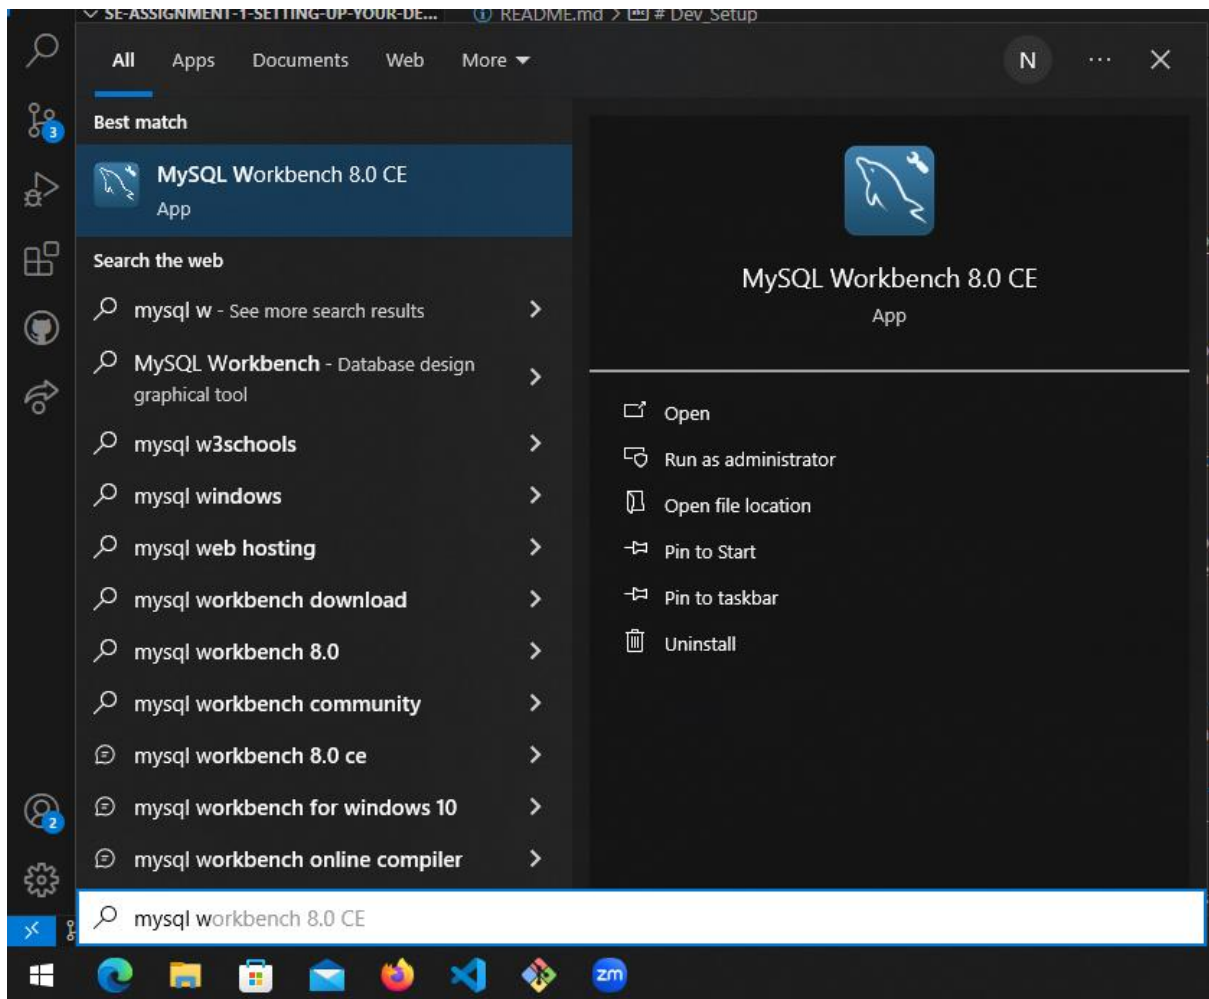 SE-ASSIGNMENT-1-SETTING-UP-YOUR-DE... README.md > # Dev_Setup
All Apps Documents Web More N ...
Best match
MySQL Workbench 8.0 CE
App
Search the web
mysql w - See more search results
MySQL Workbench - Database design
graphical tool
mysql w3schools
mysql windows
mysql web hosting
mysql workbench download
mysql workbench 8.0
mysql workbench community
mysql workbench 8.0 ce
mysql workbench for windows 10
mysql workbench online compiler
MySQL Workbench 8.0 CE
App
Open
Run as administrator
Open file location
Pin to Start
Pin to taskbar
Uninstall
3
2
mysql workbench 8.0 CE
zm